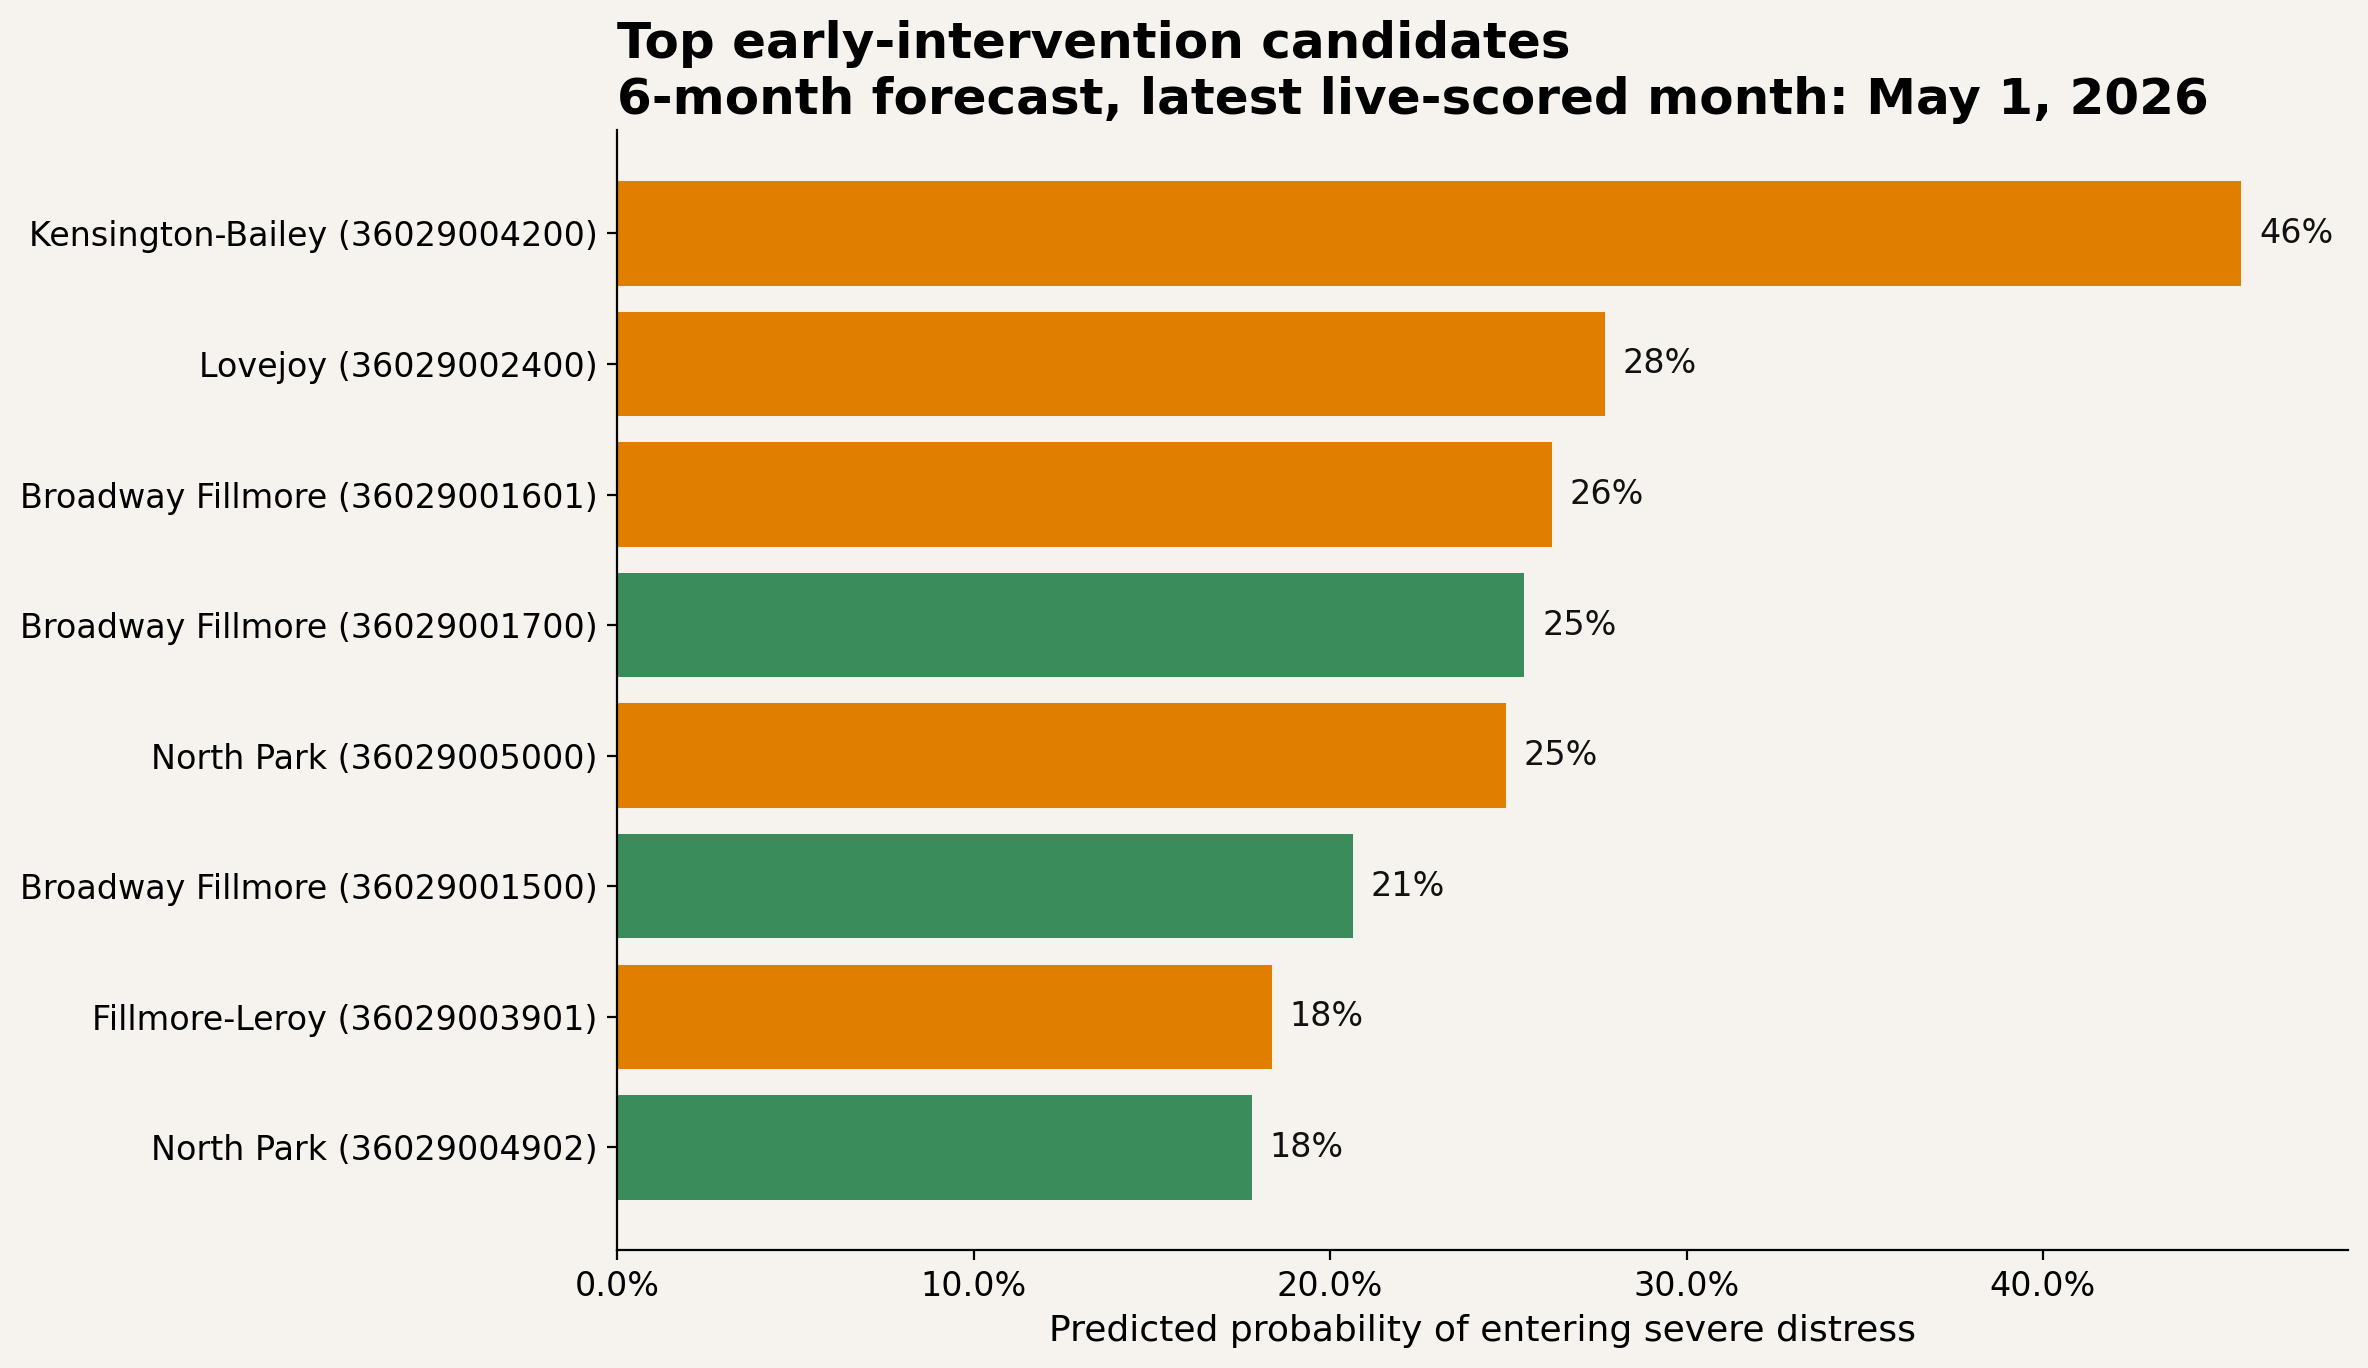 Top early-intervention candidates
6-month forecast, latest live-scored month: May 1, 2026
Kensington-Bailey (36029004200)
46%
Lovejoy (36029002400)
28%
Broadway Fillmore (36029001601)
26%
Broadway Fillmore (36029001700)
25%
North Park (36029005000)
25%
Broadway Fillmore (36029001500)
21%
Fillmore-Leroy (36029003901)
18%
North Park (36029004902)
18%
0.0% 10.0% 20.0% 30.0% 40.0%
Predicted probability of entering severe distress